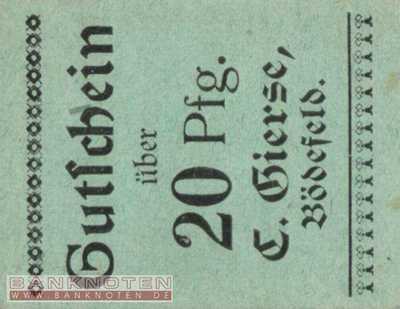 Gutschein
über
20 Pfg.
C. Gierse,
Bödefeld.
BANKNOTEN
WWW.BANKNOTEN.DE